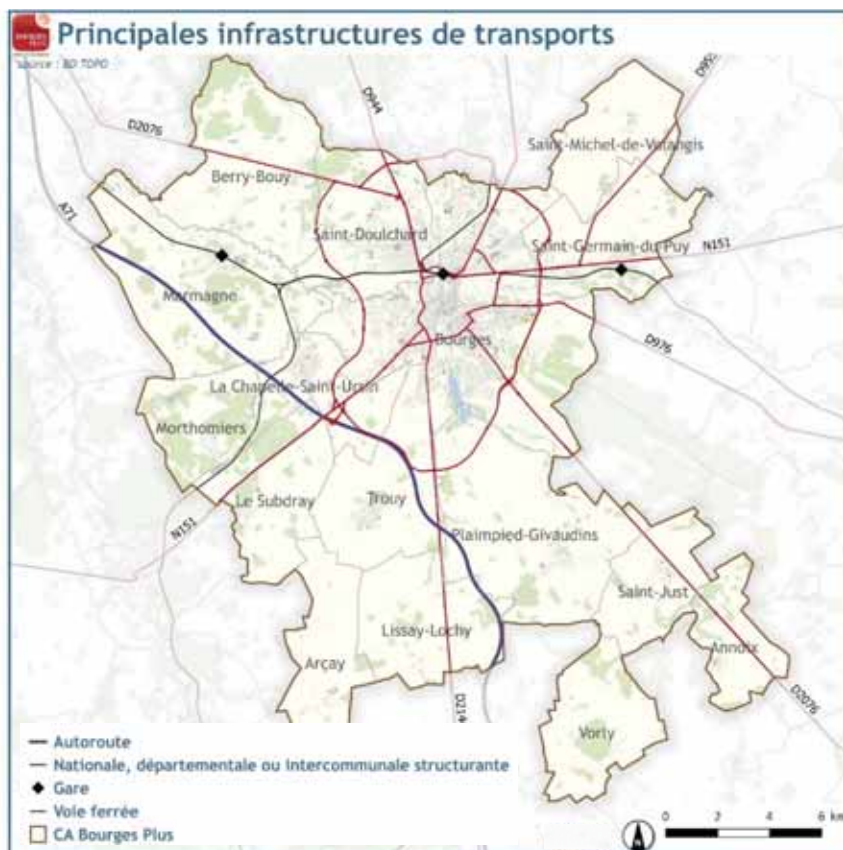 BOURGES
PLUS
Principales infrastructures de transports
source : BD TOPO
D944
D2076
Saint-Michel-de-Volangis
Berry-Bouy
A71
Saint-Doulchard
Saint-Germain-du-Puy
N151
Marmagne
Bourges
D976
La Chapelle-Saint-Ursin
Morthomiers
Le Subdray
Trouy
N151
Plaimpied-Givaudins
Saint-Just
Lissay-Lochy
Annoix
Arçay
D2076
Vorly
Autoroute
Nationale, départementale ou intercommunale structurante
Gare
Voie ferrée
CA Bourges Plus
N
0 2 4 6 km